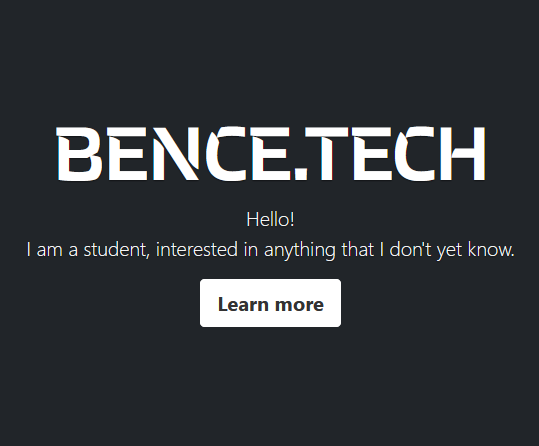 BENCE.TECH
Hello!
I am a student, interested in anything that I don't yet know.
Learn more